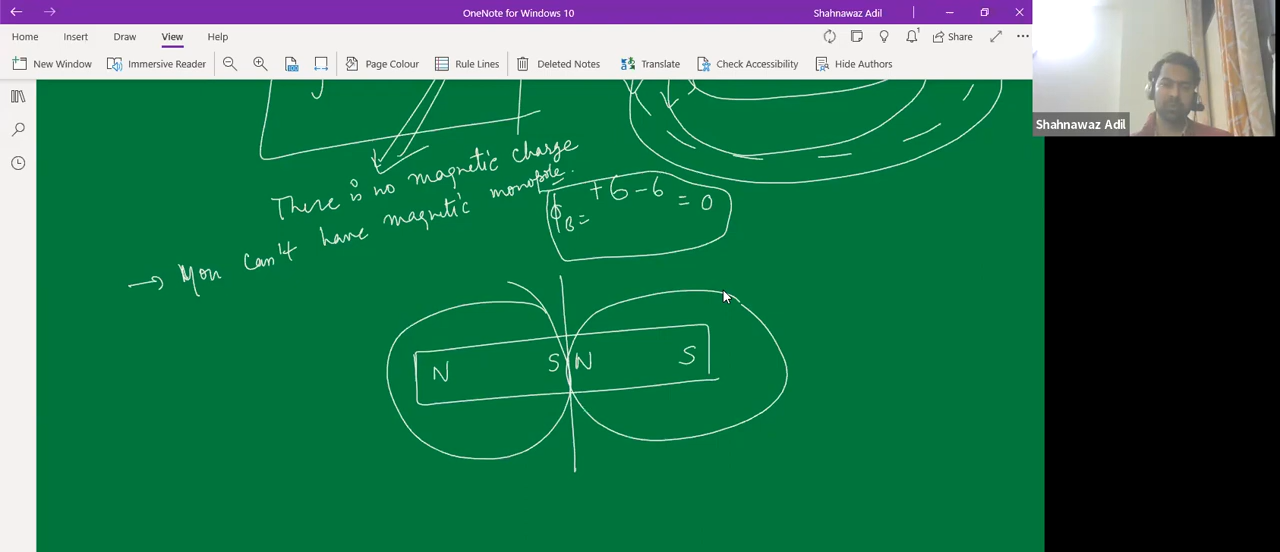 OneNote for Windows 10
Shahnawaz Adil
Home Insert Draw View Help
Share
New Window Immersive Reader Page Colour Rule Lines Deleted Notes Translate Check Accessibility Hide Authors
Shahnawaz Adil
There is no magnetic charge
→ You can't have magnetic monopole.
ϕB = +6 - 6 = 0
N S N S